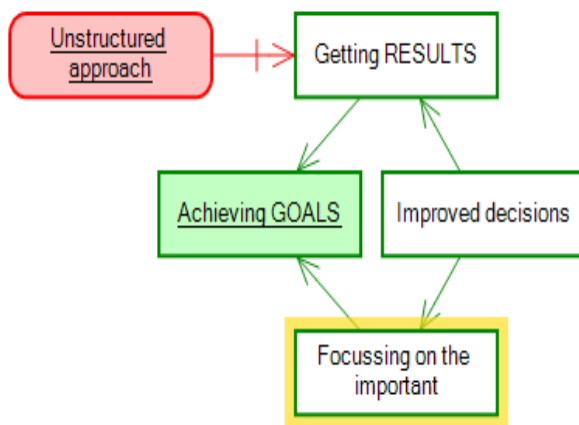 Unstructured
approach
Getting RESULTS
Achieving GOALS
Improved decisions
Focussing on the
important